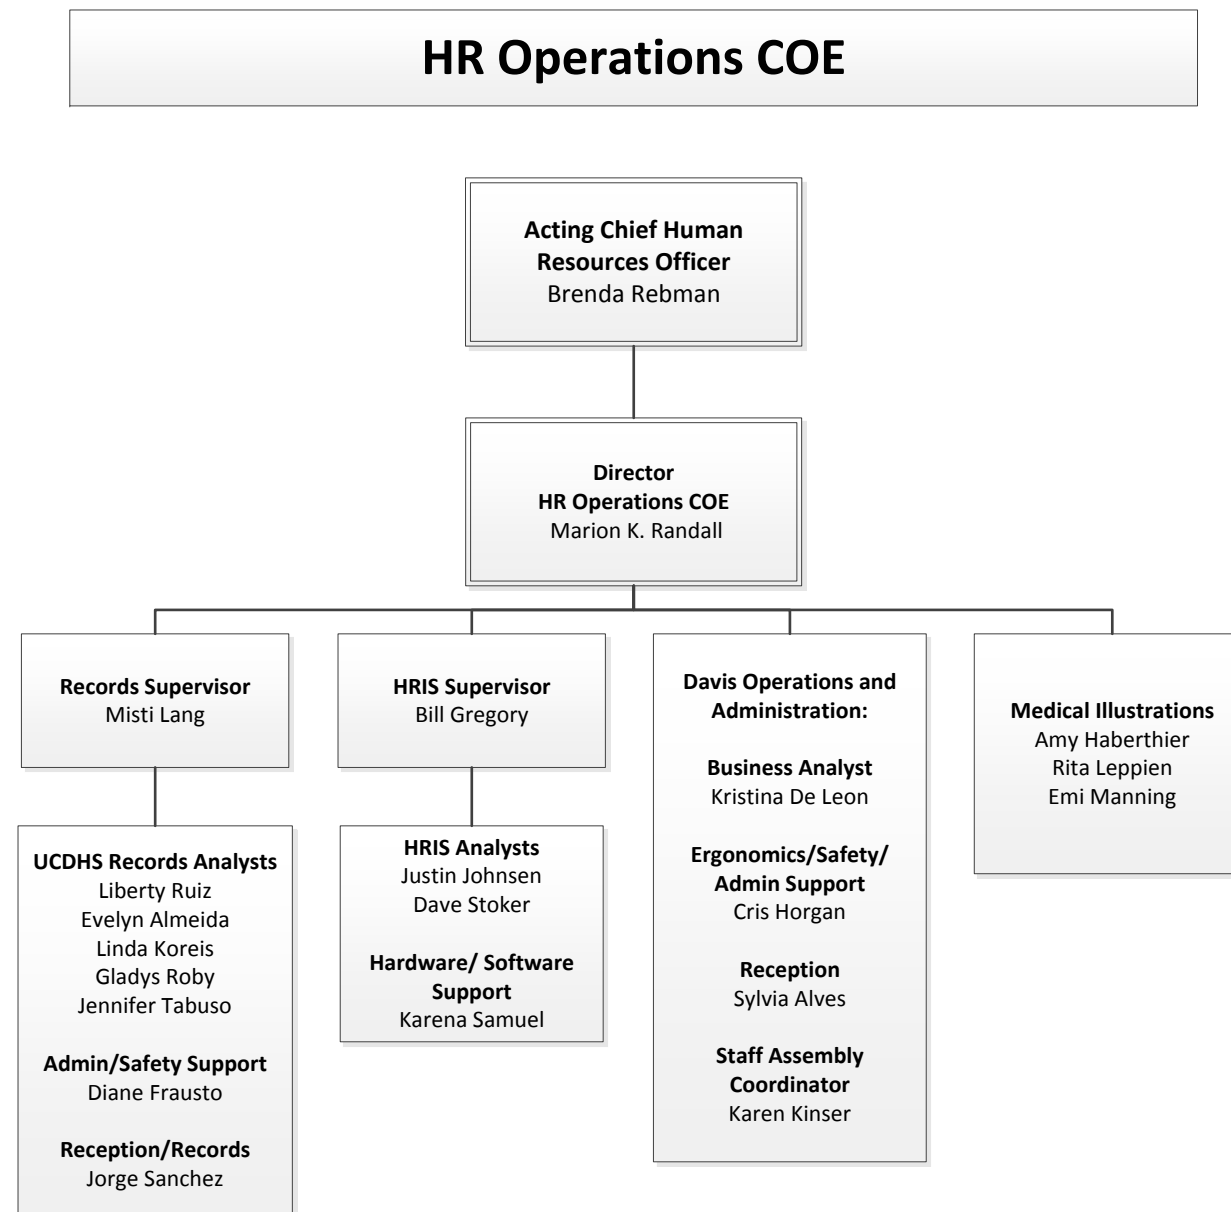 HR Operations COE
Acting Chief Human
Resources Officer
Brenda Rebman
Director
HR Operations COE
Marion K. Randall
Records Supervisor
Misti Lang
HRIS Supervisor
Bill Gregory
Davis Operations and
Administration:
Business Analyst
Kristina De Leon
Ergonomics/Safety/
Admin Support
Cris Horgan
Reception
Sylvia Alves
Staff Assembly
Coordinator
Karen Kinser
Medical Illustrations
Amy Haberthier
Rita Leppien
Emi Manning
UCDHS Records Analysts
Liberty Ruiz
Evelyn Almeida
Linda Koreis
Gladys Roby
Jennifer Tabuso
Admin/Safety Support
Diane Frausto
Reception/Records
Jorge Sanchez
HRIS Analysts
Justin Johnsen
Dave Stoker
Hardware/ Software
Support
Karena Samuel